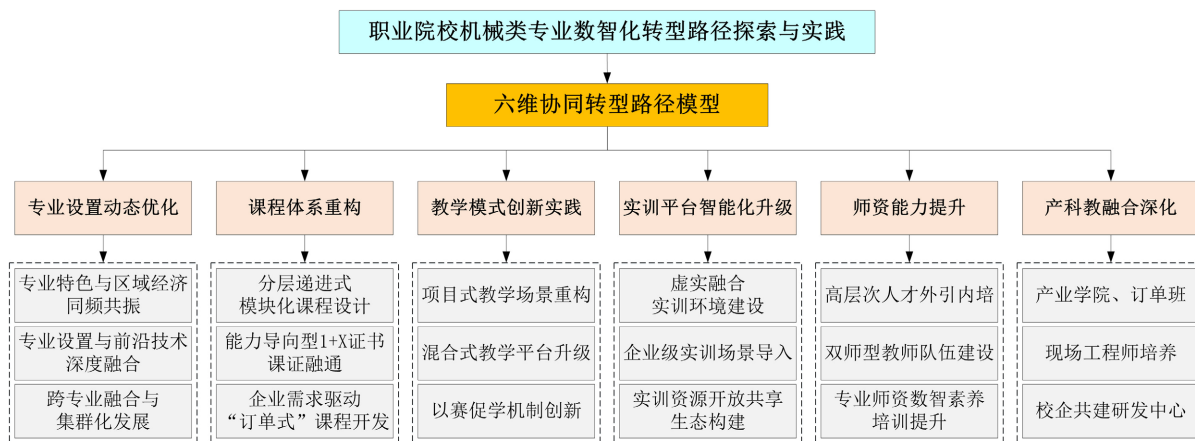 职业院校机械类专业数智化转型路径探索与实践
六维协同转型路径模型
专业设置动态优化
课程体系重构
教学模式创新实践
实训平台智能化升级
师资能力提升
产科教融合深化
专业特色与区域经济
同频共振
专业设置与前沿技术
深度融合
跨专业融合与
集群化发展
分层递进式
模块化课程设计
能力导向型1+X证书
课证融通
企业需求驱动
“订单式”课程开发
项目式教学场景重构
混合式教学平台升级
以赛促学机制创新
虚实融合
实训环境建设
企业级实训场景导入
实训资源开放共享
生态构建
高层次人才外引内培
双师型教师队伍建设
专业师资数智素养
培训提升
产业学院、订单班
现场工程师培养
校企共建研发中心